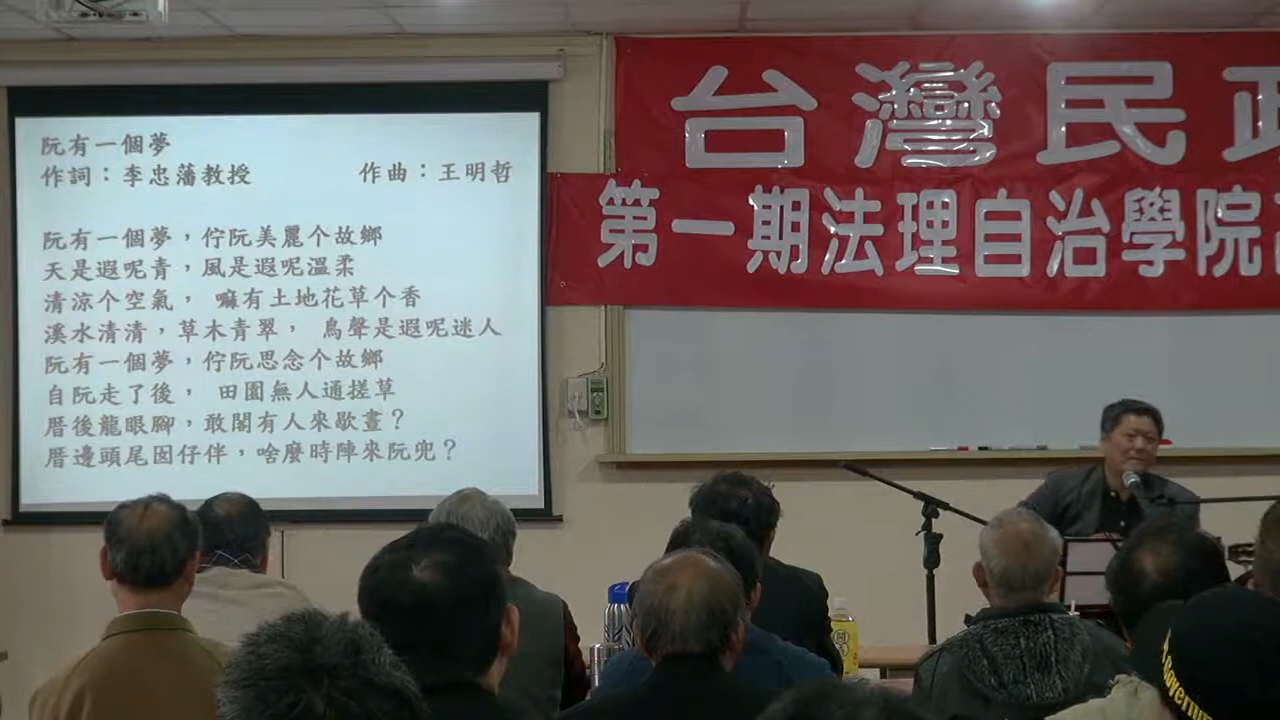 阮有一個夢
作詞：李忠藩教授 作曲：王明哲
阮有一個夢，佇阮美麗个故鄉
天是遐呢青，風是遐呢溫柔
清涼个空氣， 嘛有土地花草个香
溪水清清，草木青翠， 鳥聲是遐呢迷人
阮有一個夢，佇阮思念个故鄉
自阮走了後， 田園無人通搓草
厝後龍眼腳，敢閣有人來歇晝？
厝邊頭尾囡仔伴，啥麼時陣來阮兜？
台灣民政
第一期法理自治學院高